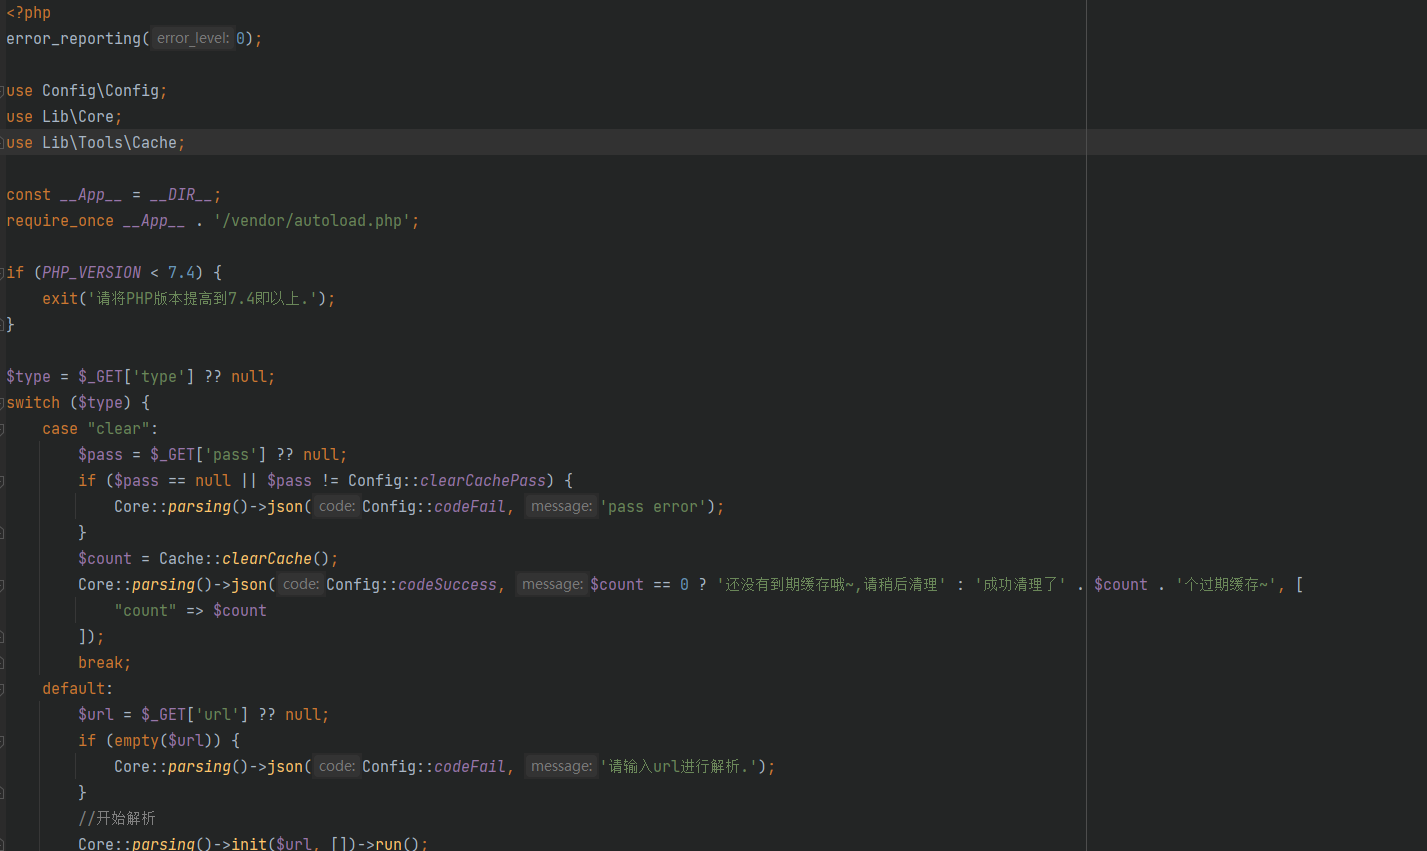 <?php
error_reporting( error_level: 0);
use Config\Config;
use Lib\Core;
use Lib\Tools\Cache;
const __App__ = __DIR__;
require_once __App__ . '/vendor/autoload.php';
if (PHP_VERSION < 7.4) {
exit('请将PHP版本提高到7.4即以上.');
}
$type = $_GET['type'] ?? null;
switch ($type) {
case "clear":
$pass = $_GET['pass'] ?? null;
if ($pass == null || $pass != Config::clearCachePass) {
Core::parsing()->json( code: Config::codeFail, message: 'pass error');
}
$count = Cache::clearCache();
Core::parsing()->json( code: Config::codeSuccess, message: $count == 0 ? '还没有到期缓存哦~,请稍后清理' : '成功清理了' . $count . '个过期缓存~', [
"count" => $count
]);
break;
default:
$url = $_GET['url'] ?? null;
if (empty($url)) {
Core::parsing()->json( code: Config::codeFail, message: '请输入url进行解析.');
}
//开始解析
Core::parsing()->init($url, [])->run();